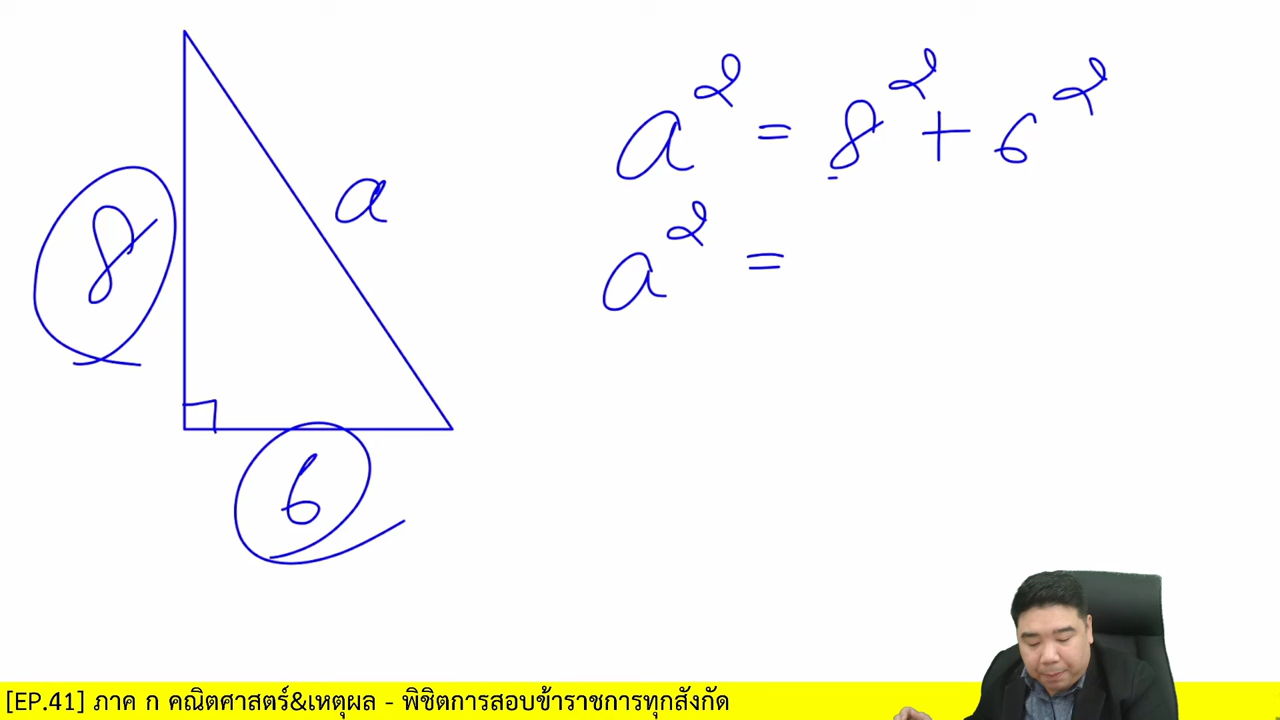 a² = 8² + 6²
a² =
8
a
6
[EP.41] ภาค ก คณิตศาสตร์&เหตุผล - พิชิตการสอบข้าราชการทุกสังกัด